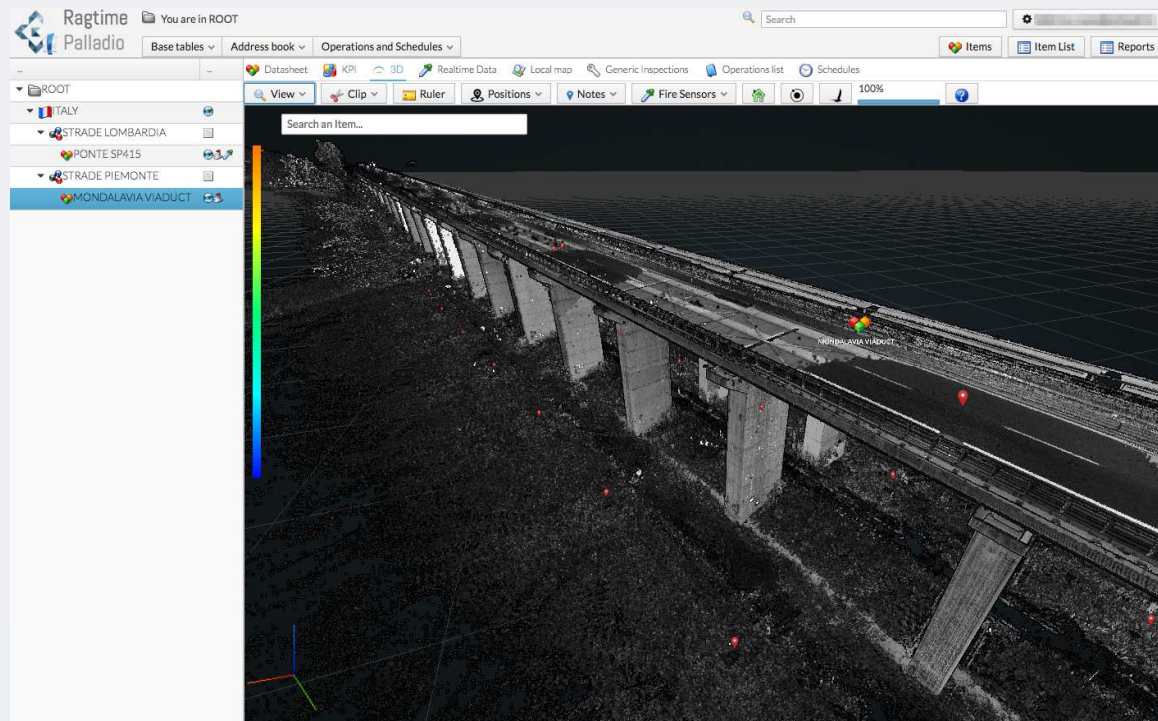 Ragtime
Palladio
You are in ROOT
Search
Base tables
Address book
Operations and Schedules
Items
Item List
Reports
...
...
Datasheet
KPI
3D
Realtime Data
Local map
Generic Inspections
Operations list
Schedules
ROOT
View
Clip
Ruler
Positions
Notes
Fire Sensors
100%
ITALY
Search an Item...
STRADE LOMBARDIA
PONTE SP415
STRADE PIEMONTE
MONDALAVIA VIADUCT
MONDALAVIA VIADUCT